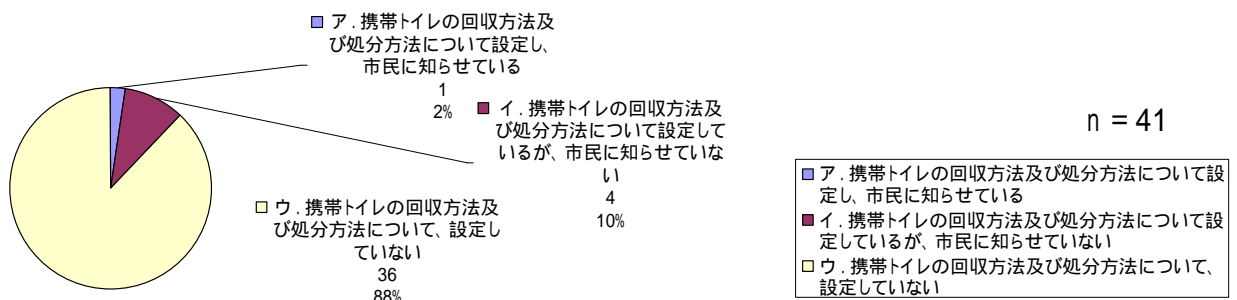 ア．携帯トイレの回収方法及
び処分方法について設定し、
市民に知らせている
1
2%
イ．携帯トイレの回収方法及
び処分方法について設定して
いるが、市民に知らせていな
い
4
10%
ウ．携帯トイレの回収方法及
び処分方法について、設定し
ていない
36
88%
n = 41
ア．携帯トイレの回収方法及び処分方法について設
定し、市民に知らせている
イ．携帯トイレの回収方法及び処分方法について設
定しているが、市民に知らせていない
ウ．携帯トイレの回収方法及び処分方法について、
設定していない